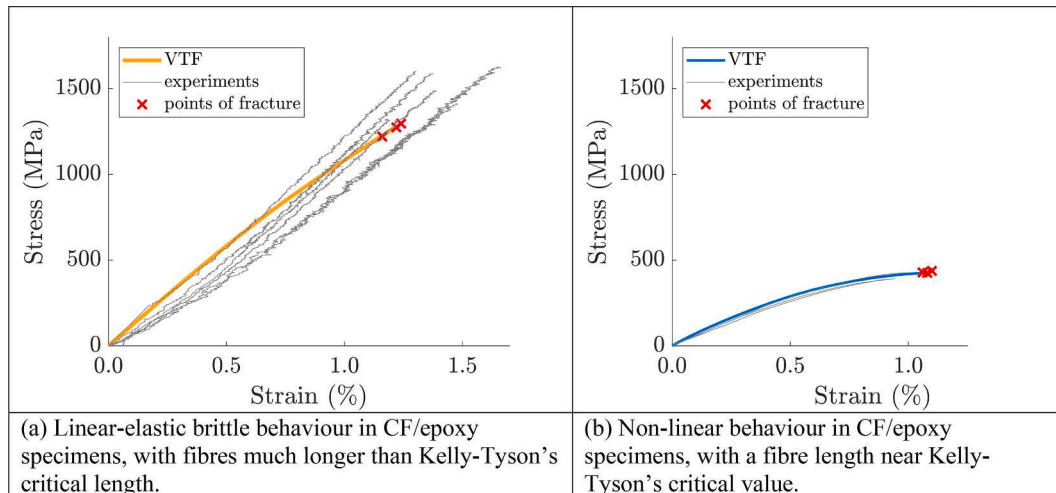 VTF
experiments
points of fracture
1500
1000
500
0
0.0
0.5
1.0
1.5
Stress (MPa)
Strain (%)
VTF
experiments
points of fracture
1500
1000
500
0
0.0
0.5
1.0
Stress (MPa)
Strain (%)
(a) Linear-elastic brittle behaviour in CF/epoxy
specimens, with fibres much longer than Kelly-Tyson’s
critical length.
(b) Non-linear behaviour in CF/epoxy
specimens, with a fibre length near Kelly-
Tyson’s critical value.